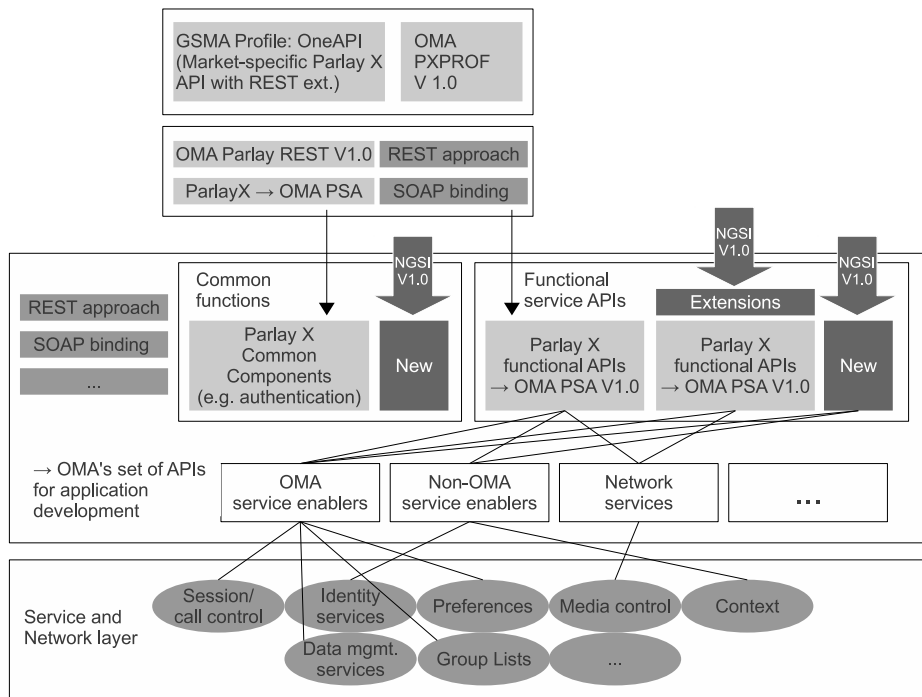 GSMA Profile: OneAPI
(Market-specific Parlay X
API with REST ext.)
OMA
PXPROF
V 1.0
OMA Parlay REST V1.0
REST approach
ParlayX → OMA PSA
SOAP binding
NGSI
V1.0
NGSI
V1.0
NGSI
V1.0
Common
functions
Functional
service APIs
REST approach
SOAP binding
...
Extensions
Parlay X
Common
Components
(e.g. authentication)
New
Parlay X
functional APIs
→ OMA PSA V1.0
Parlay X
functional APIs
→ OMA PSA V1.0
New
→ OMA's set of APIs
for application
development
OMA
service enablers
Non-OMA
service enablers
Network
services
...
Service and
Network layer
Session/
call control
Identity
services
Preferences
Media control
Context
Data mgmt.
services
Group Lists
...